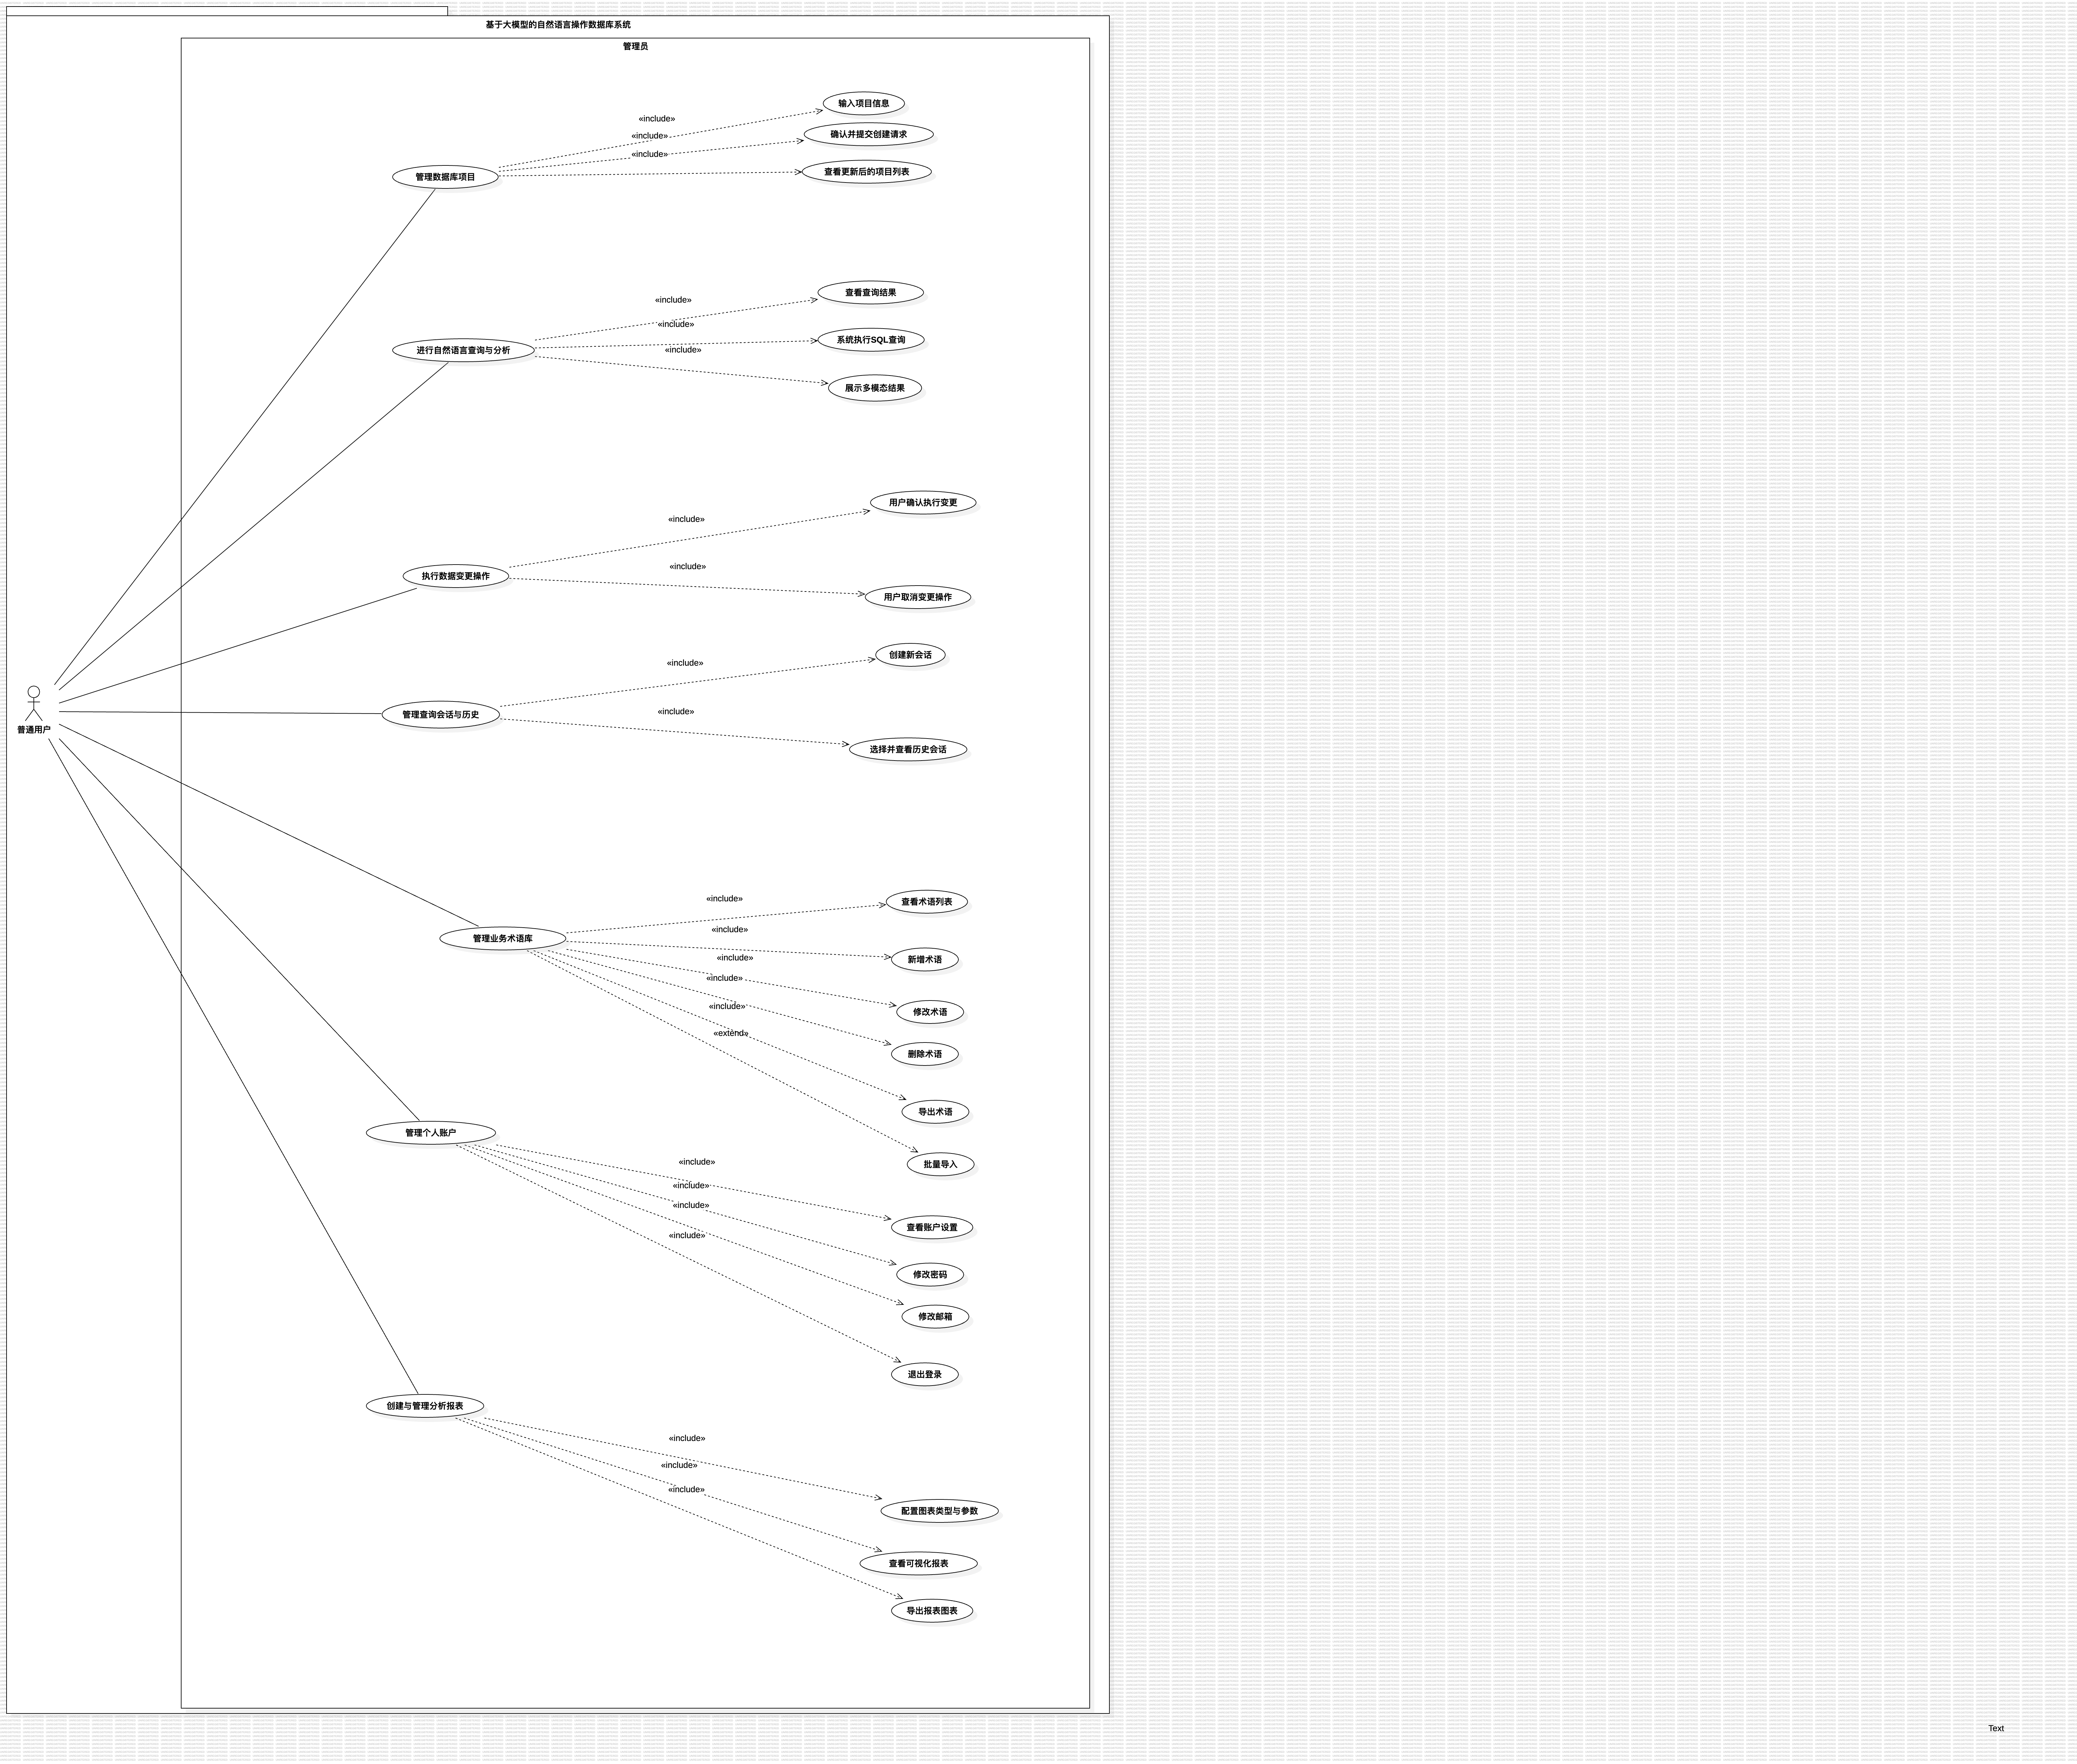 基于大模型的自然语言操作数据库系统
管理员
输入项目信息
«include»
确认并提交创建请求
«include»
«include»
查看更新后的项目列表
管理数据库项目
查看查询结果
«include»
«include»
系统执行SQL查询
进行自然语言查询与分析
«include»
展示多模态结果
用户确认执行变更
«include»
«include»
执行数据变更操作
用户取消变更操作
创建新会话
«include»
«include»
管理查询会话与历史
普通用户
选择并查看历史会话
«include»
查看术语列表
«include»
管理业务术语库
«include»
新增术语
«include»
«include»
修改术语
«extend»
删除术语
导出术语
管理个人账户
«include»
批量导入
«include»
«include»
查看账户设置
«include»
修改密码
修改邮箱
退出登录
创建与管理分析报表
«include»
«include»
«include»
配置图表类型与参数
查看可视化报表
导出报表图表
Text